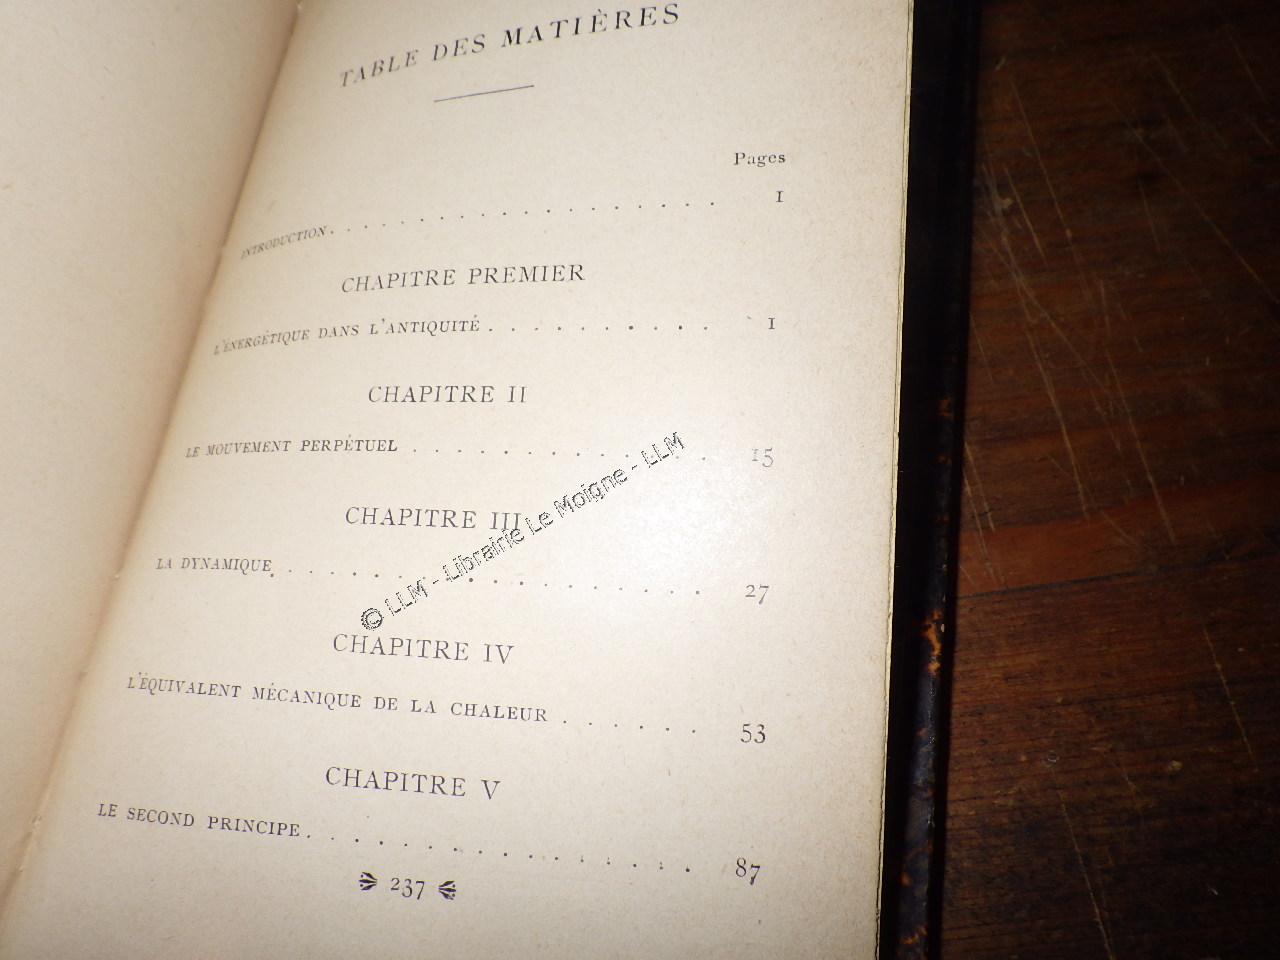 TABLE DES MATIÈRES
Pages
INTRODUCTION . . . . . . . . . . . . . . . . . . . . I
CHAPITRE PREMIER
L'ÉNERGÉTIQUE DANS L'ANTIQUITÉ . . . . . . . . . . I
CHAPITRE II
LE MOUVEMENT PERPÉTUEL . . . . . . . . . . . 15
CHAPITRE III
LA DYNAMIQUE . . . . . . . . . . . . . . 27
© LLM - Librairie Le Moigne - LLM
CHAPITRE IV
L'ÉQUIVALENT MÉCANIQUE DE LA CHALEUR . . . . . . 53
CHAPITRE V
LE SECOND PRINCIPE . . . . . . . . . . . . . . . . 87
237